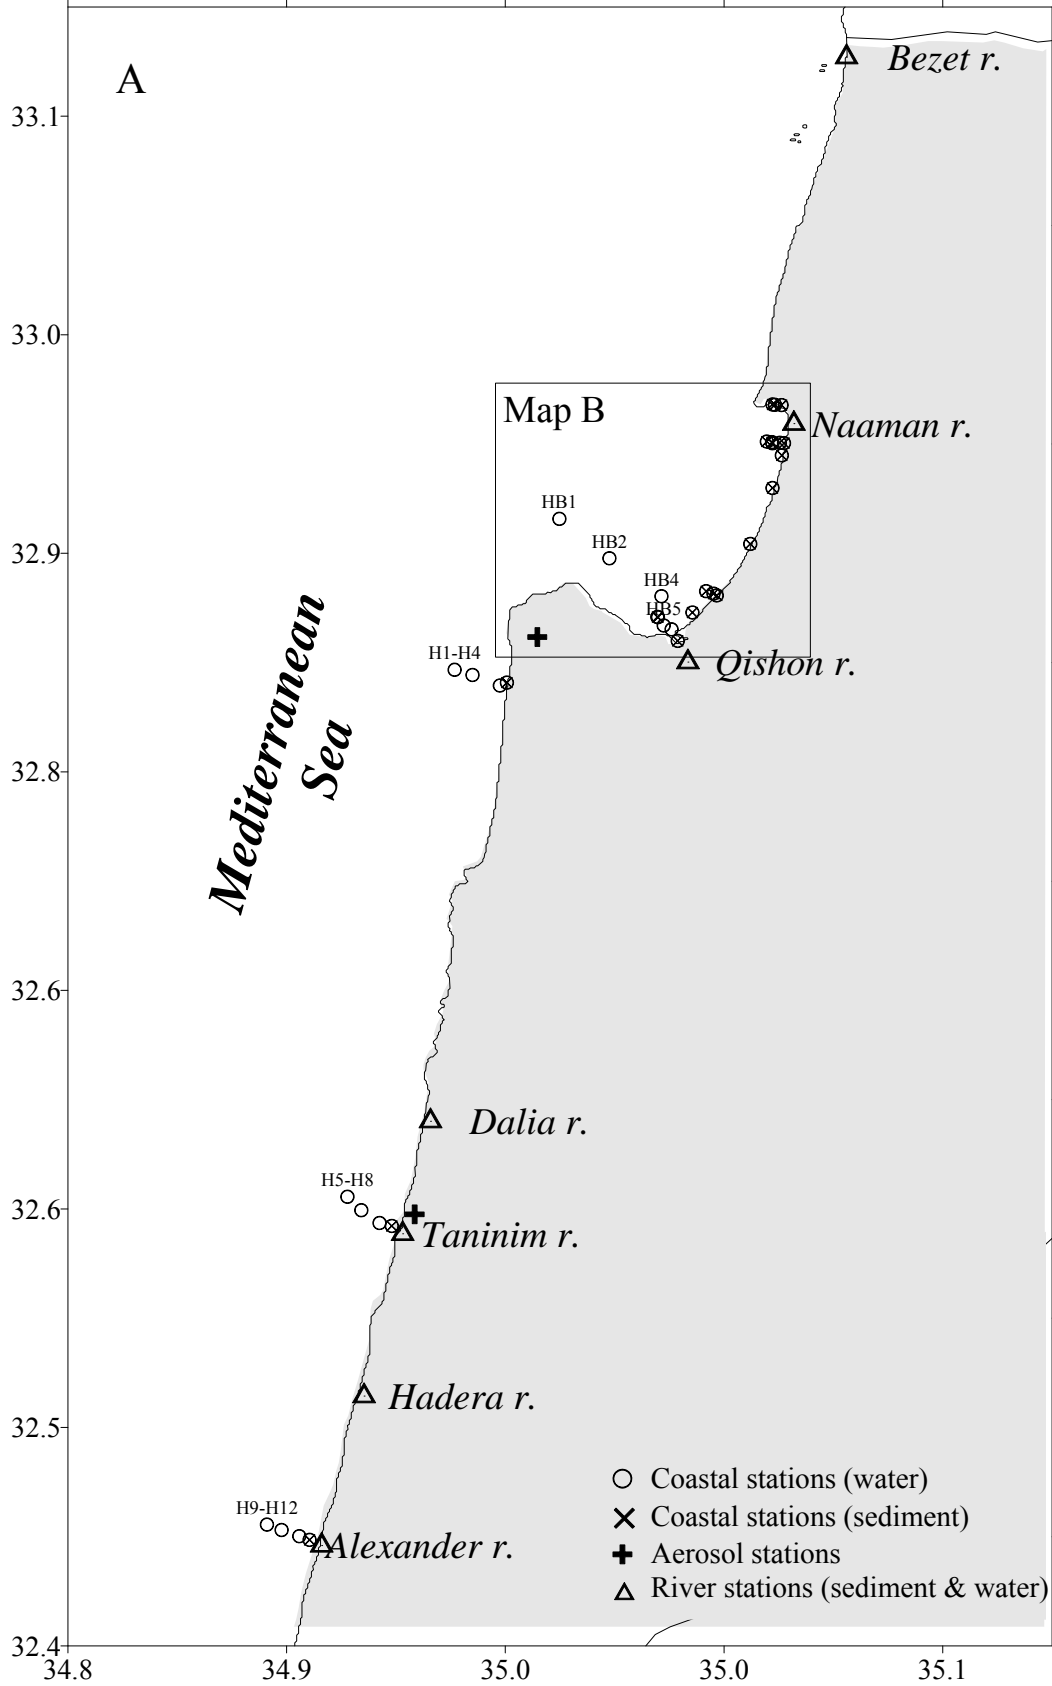 A
Bezet r.
33.1
33.0
Map B
Naaman r.
HB1
32.9
HB2
HB4
HB5
H1-H4
Qishon r.
Mediterranean
Sea
32.8
32.6
Dalia r.
H5-H8
32.6
Taninim r.
Hadera r.
32.5
Coastal stations (water)
H9-H12
Coastal stations (sediment)
Alexander r.
Aerosol stations
River stations (sediment & water)
32.4
34.8
34.9
35.0
35.0
35.1